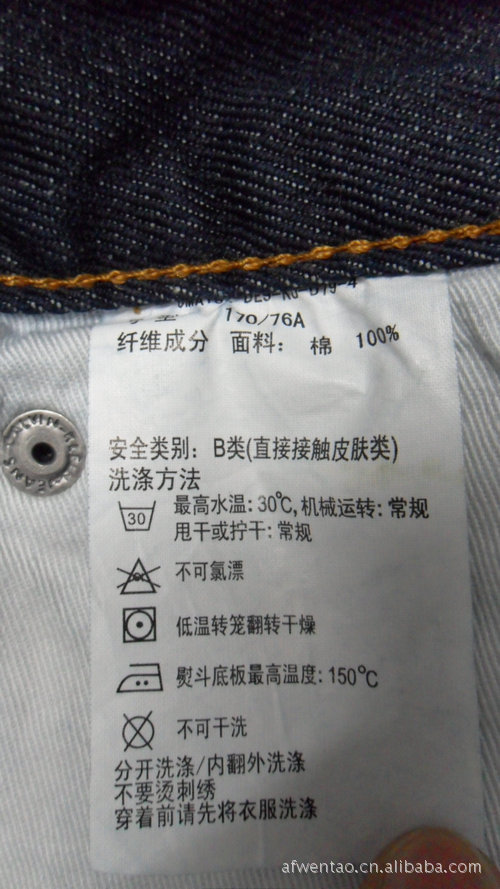 170/76A
纤维成分 面料: 棉 100%
安全类别: B类(直接接触皮肤类)
洗涤方法
30
最高水温: 30℃, 机械运转: 常规
甩干或拧干: 常规
不可氯漂
低温转笼翻转干燥
熨斗底板最高温度: 150℃
不可干洗
分开洗涤/内翻外洗涤
不要烫刺绣
穿着前请先将衣服洗涤
afwentao.cn.alibaba.com